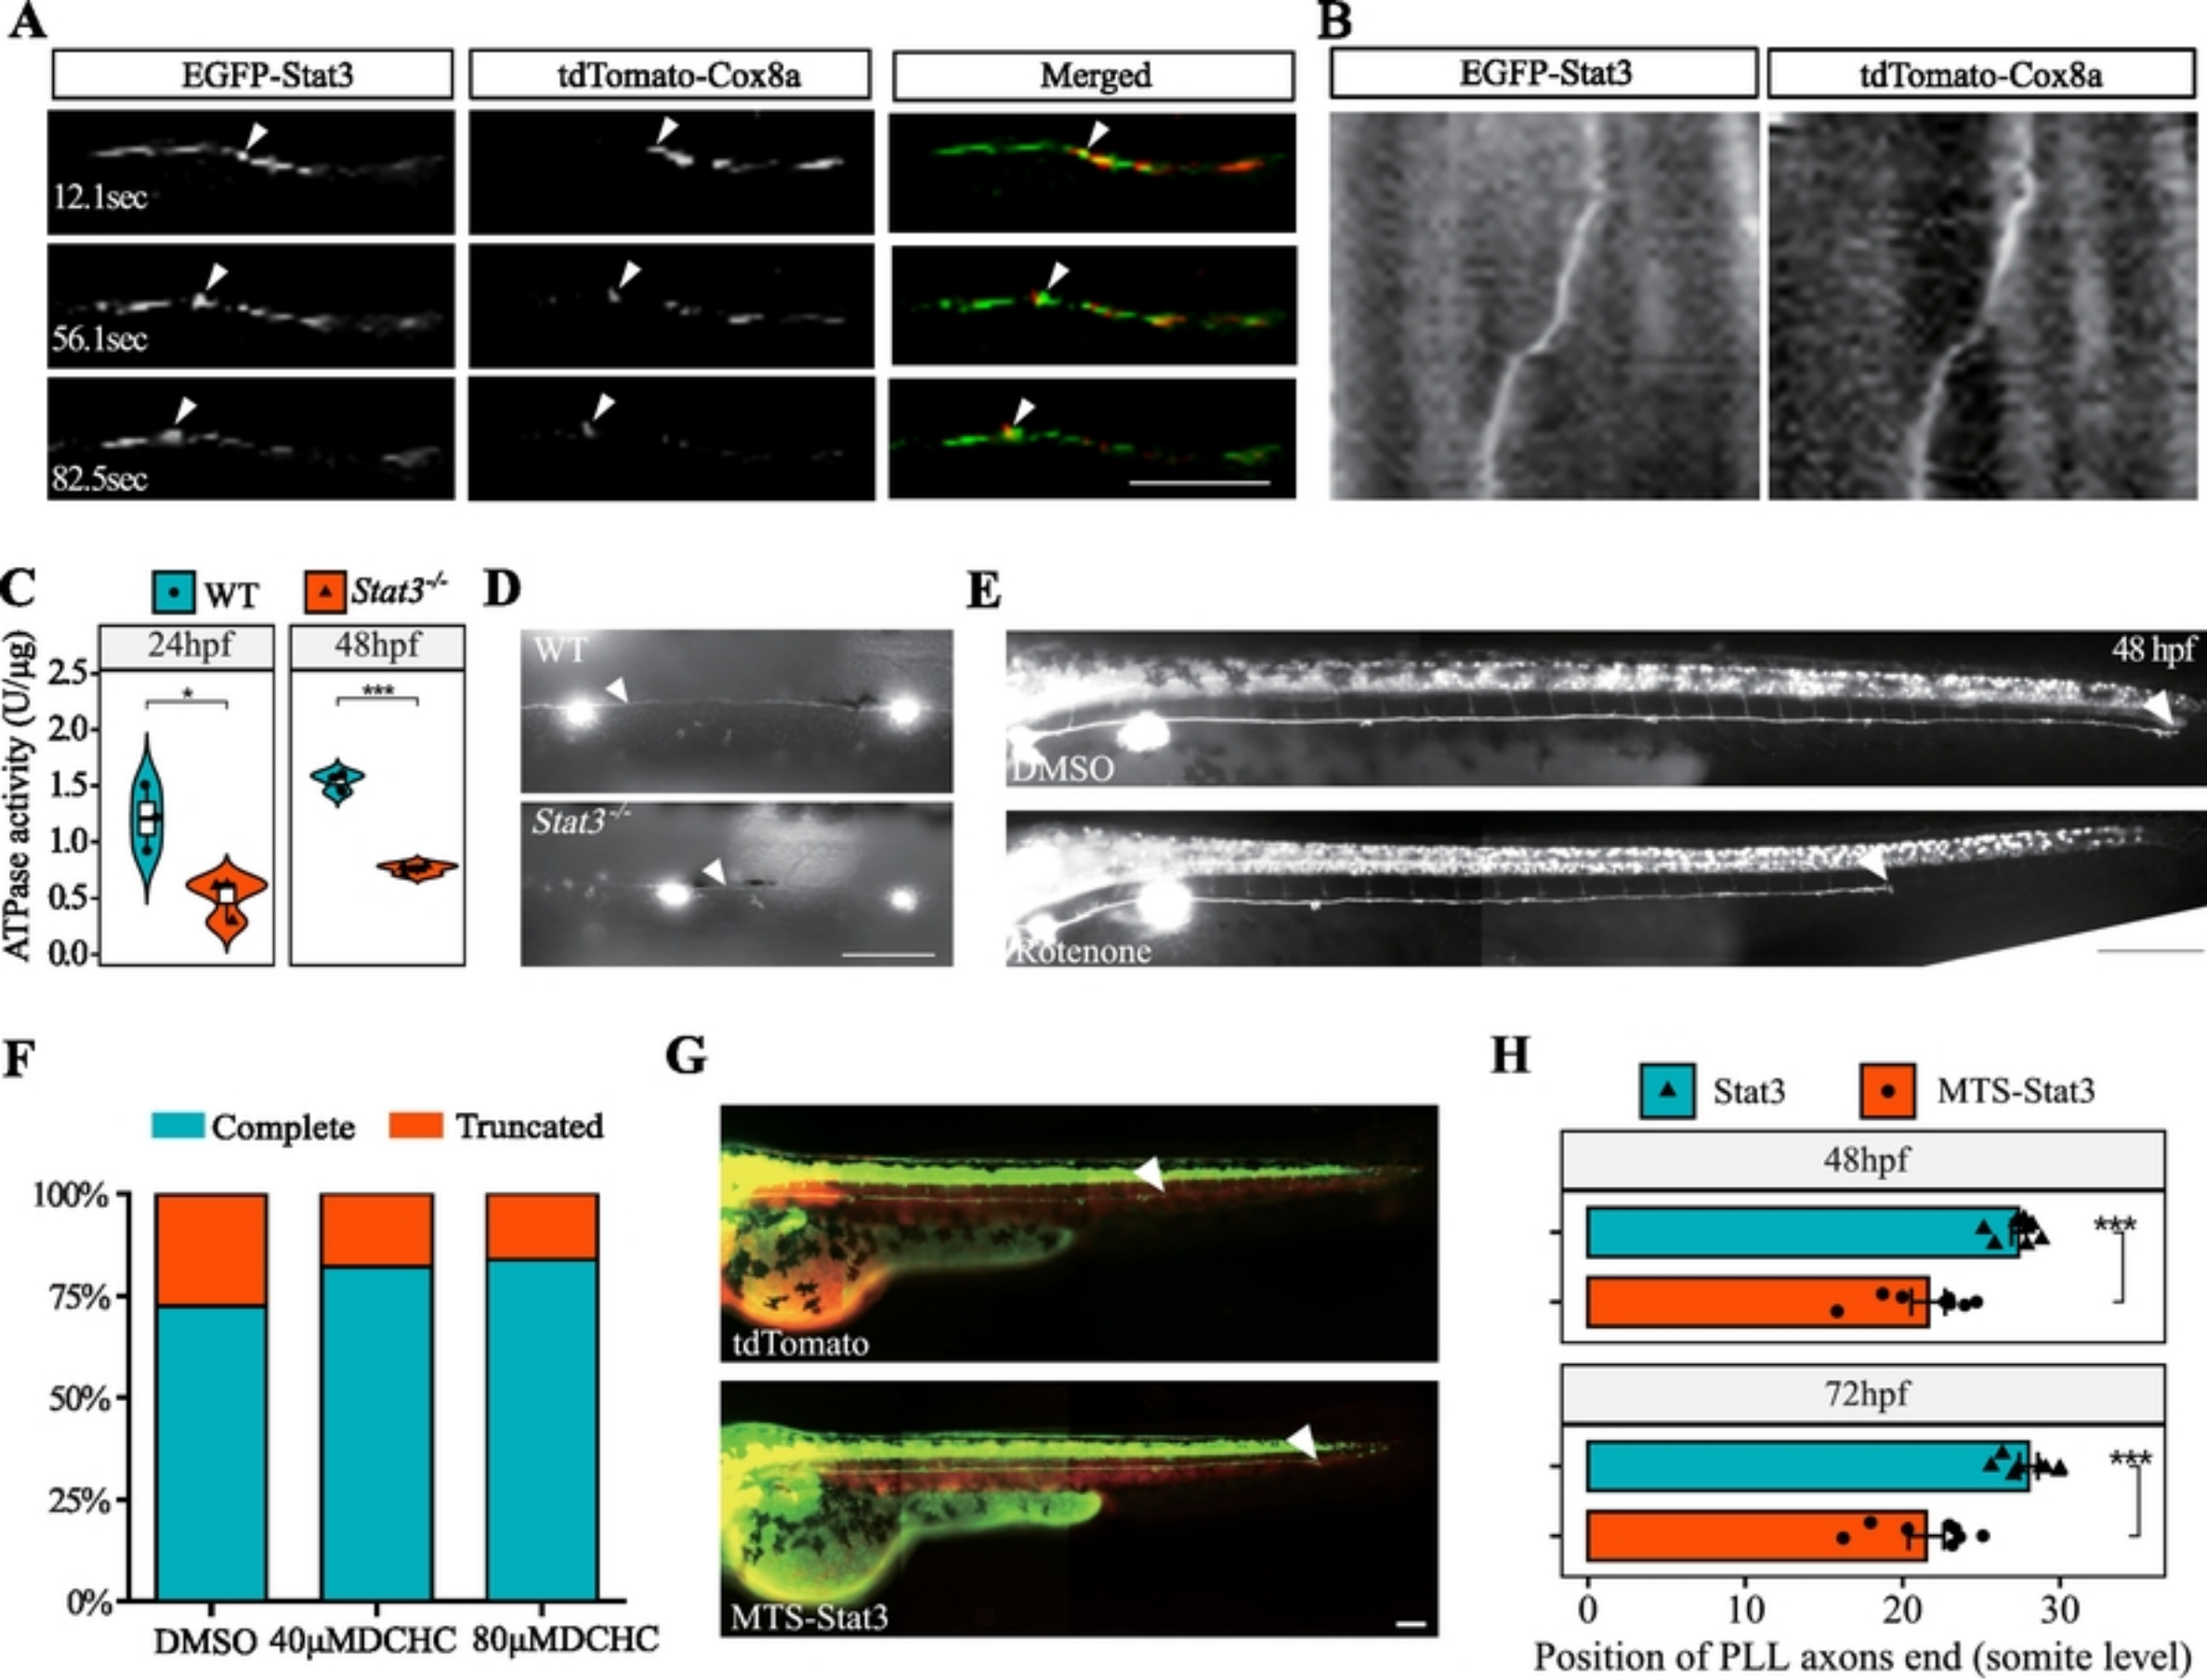 A
B
EGFP-Stat3
tdTomato-Cox8a
Merged
EGFP-Stat3
tdTomato-Cox8a
12.1sec
56.1sec
82.5sec
C
WT
Stat3-/-
D
E
24hpf
48hpf
ATPase activity (U/μg)
2.5
2.0
1.5
1.0
0.5
0.0
*
***
WT
Stat3-/-
48 hpf
DMSO
Rotenone
F
Complete
Truncated
100%
75%
50%
25%
0%
DMSO
40μMDCHC
80μMDCHC
G
tdTomato
MTS-Stat3
H
Stat3
MTS-Stat3
48hpf
***
72hpf
***
0
10
20
30
Position of PLL axons end (somite level)